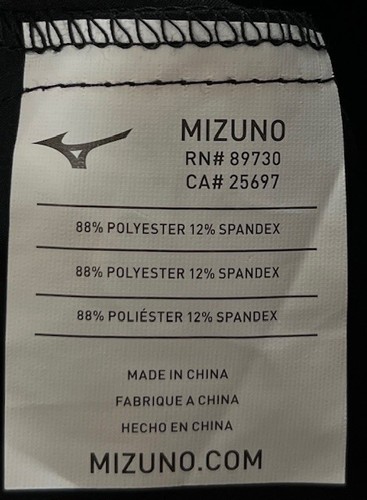 MIZUNO
RN# 89730
CA# 25697
88% POLYESTER 12% SPANDEX
88% POLYESTER 12% SPANDEX
88% POLIÉSTER 12% SPANDEX
MADE IN CHINA
FABRIQUE A CHINA
HECHO EN CHINA
MIZUNO.COM